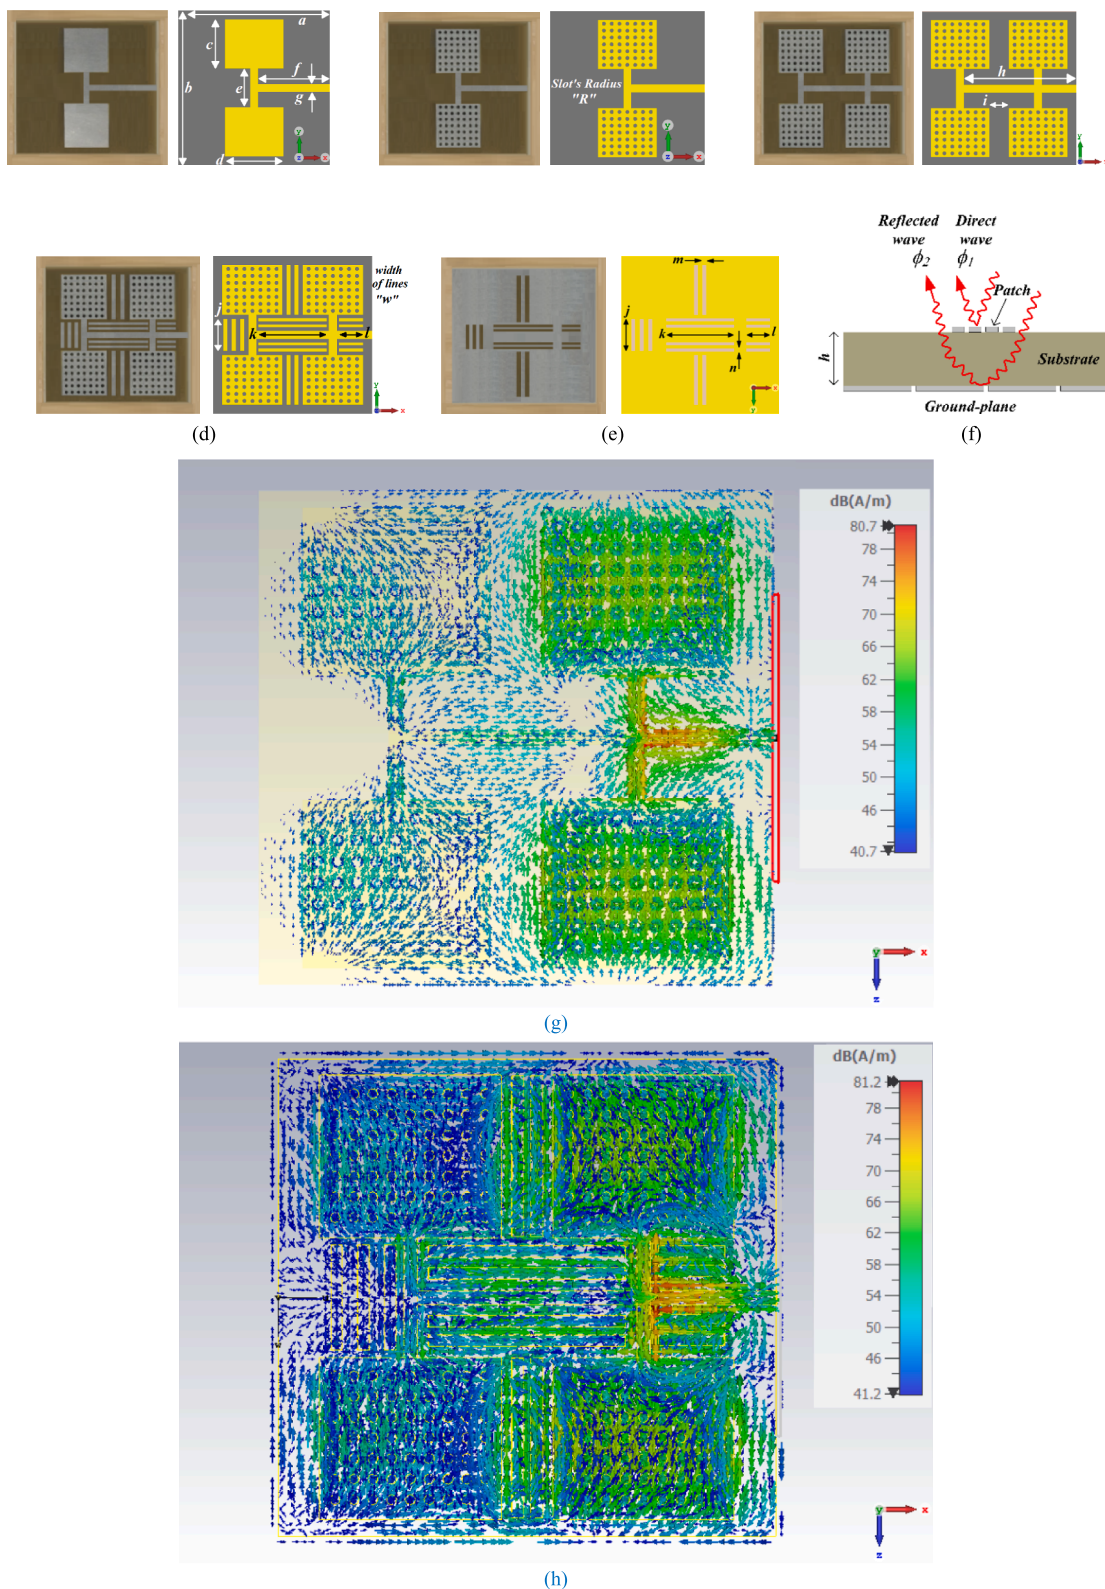 a
c
b
e
f
g
d
y
z
x
Slot's Radius
"R"
y
z
x
h
i
y
x
j
k
l
width
of lines
"w"
y
x
(d)
m
j
k
l
n
x
y
(e)
Reflected
wave
ϕ2
Direct
wave
ϕ1
Patch
h
Substrate
Ground-plane
(f)
dB(A/m)
80.7
78
74
70
66
62
58
54
50
46
40.7
y
x
z
(g)
dB(A/m)
81.2
78
74
70
66
62
58
54
50
46
41.2
y
x
z
(h)